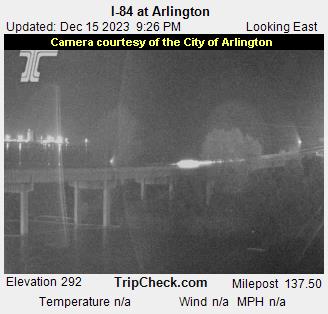 I-84 at Arlington
Updated: Dec 15 2023 9:26 PM Looking East
Camera courtesy of the City of Arlington
Elevation 292 TripCheck.com Milepost 137.50
Temperature n/a Wind n/a MPH n/a